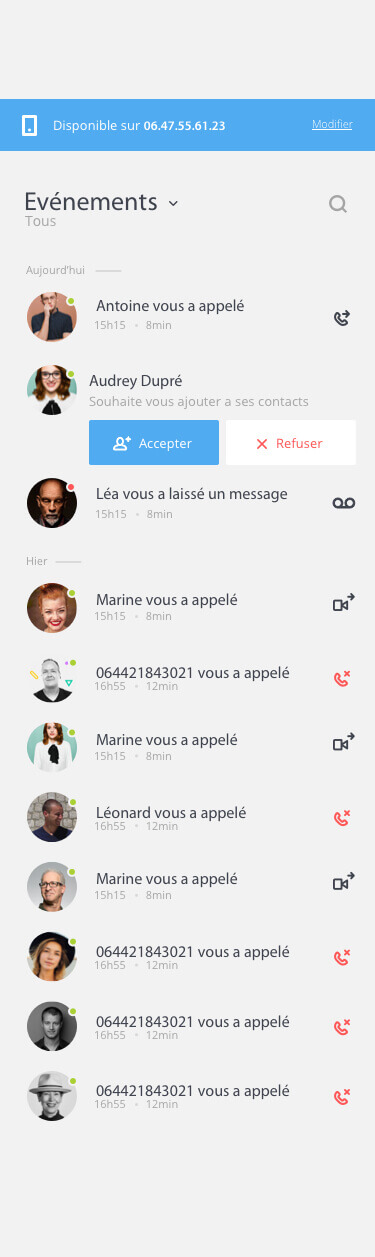 Disponible sur 06.47.55.61.23
Modifier
Evénements
Tous
Aujourd'hui
Antoine vous a appelé
15h15 • 8min
Audrey Dupré
Souhaite vous ajouter a ses contacts
Accepter
Refuser
Léa vous a laissé un message
15h15 • 8min
Hier
Marine vous a appelé
15h15 • 8min
064421843021 vous a appelé
16h55 • 12min
Marine vous a appelé
15h15 • 8min
Léonard vous a appelé
16h55 • 12min
Marine vous a appelé
15h15 • 8min
064421843021 vous a appelé
16h55 • 12min
064421843021 vous a appelé
16h55 • 12min
064421843021 vous a appelé
16h55 • 12min